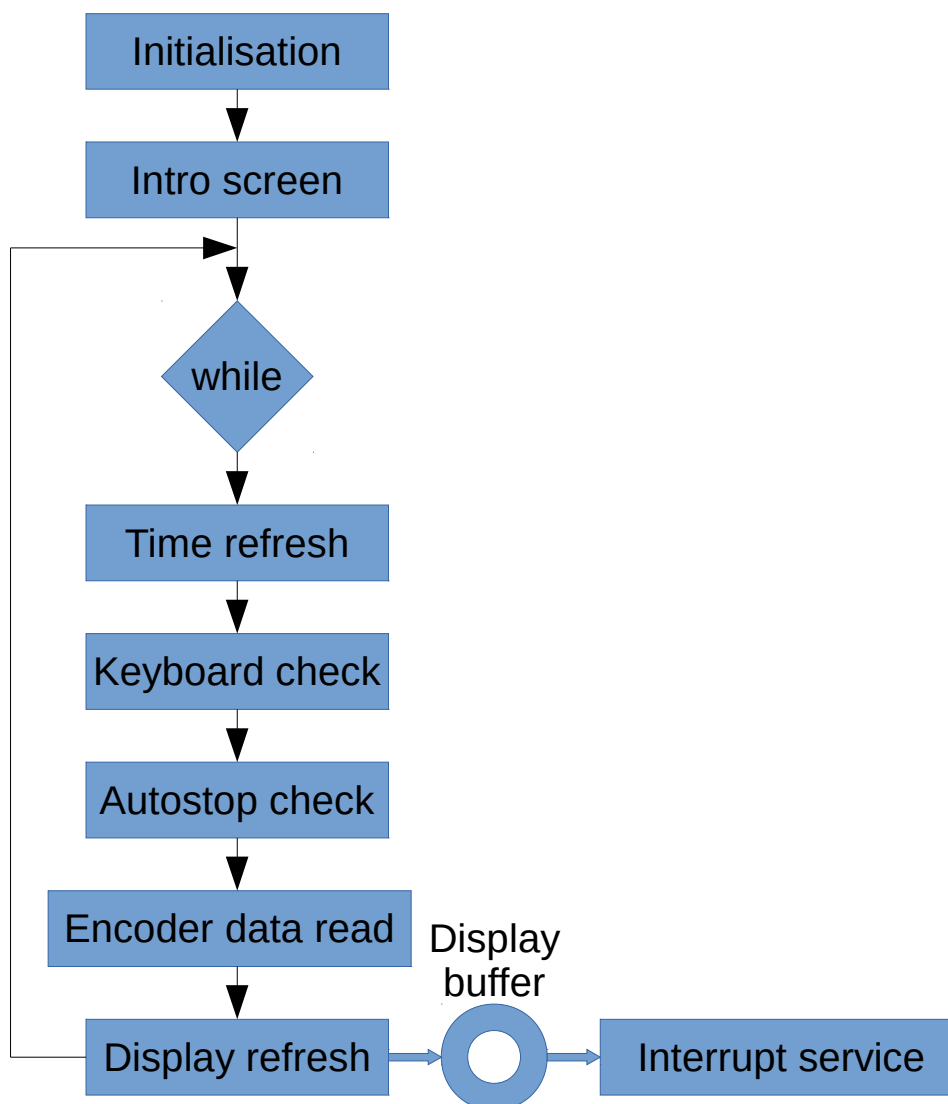 Initialisation
Intro screen
while
Time refresh
Keyboard check
Autostop check
Encoder data read
Display
buffer
Display refresh
Interrupt service